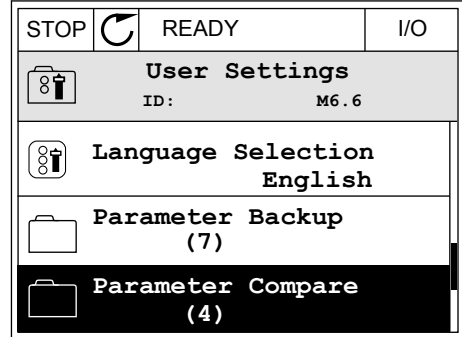 STOP READY I/O
User Settings
ID: M6.6
Language Selection
English
Parameter Backup
(7)
Parameter Compare
(4)